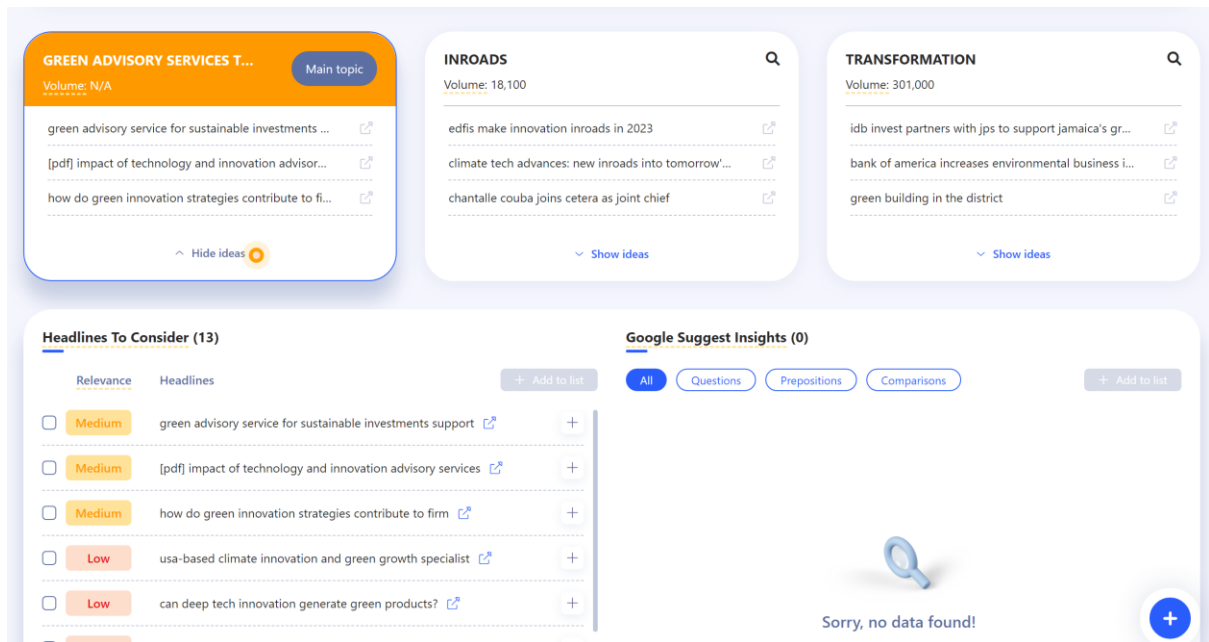 GREEN ADVISORY SERVICES T...
Main topic
Volume: N/A
green advisory service for sustainable investments ...
[pdf] impact of technology and innovation advisor...
how do green innovation strategies contribute to fi...
Hide ideas
INROADS
Volume: 18,100
edfis make innovation inroads in 2023
climate tech advances: new inroads into tomorrow'...
chantalle couba joins cetera as joint chief
Show ideas
TRANSFORMATION
Volume: 301,000
idb invest partners with jps to support jamaica's gr...
bank of america increases environmental business i...
green building in the district
Show ideas
Headlines To Consider (13)
Relevance Headlines + Add to list
Medium green advisory service for sustainable investments support +
Medium [pdf] impact of technology and innovation advisory services +
Medium how do green innovation strategies contribute to firm +
Low usa-based climate innovation and green growth specialist +
Low can deep tech innovation generate green products? +
Google Suggest Insights (0)
All Questions Prepositions Comparisons + Add to list
Sorry, no data found!
+